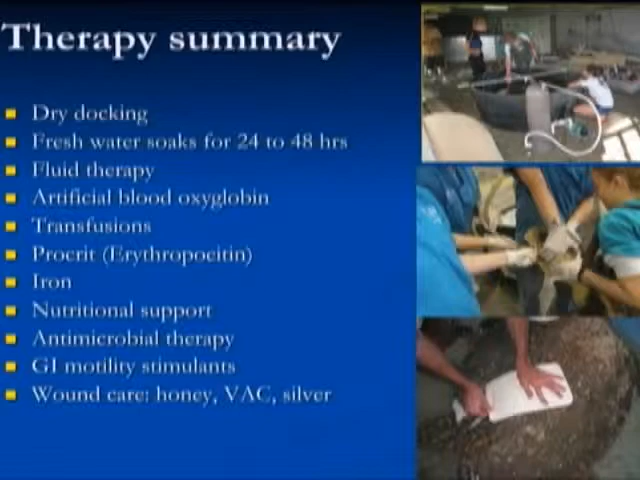 Therapy summary
Dry docking
Fresh water soaks for 24 to 48 hrs
Fluid therapy
Artificial blood oxyglobin
Transfusions
Procrit (Erythropocitin)
Iron
Nutritional support
Antimicrobial therapy
GI motility stimulants
Wound care: honey, VAC, silver